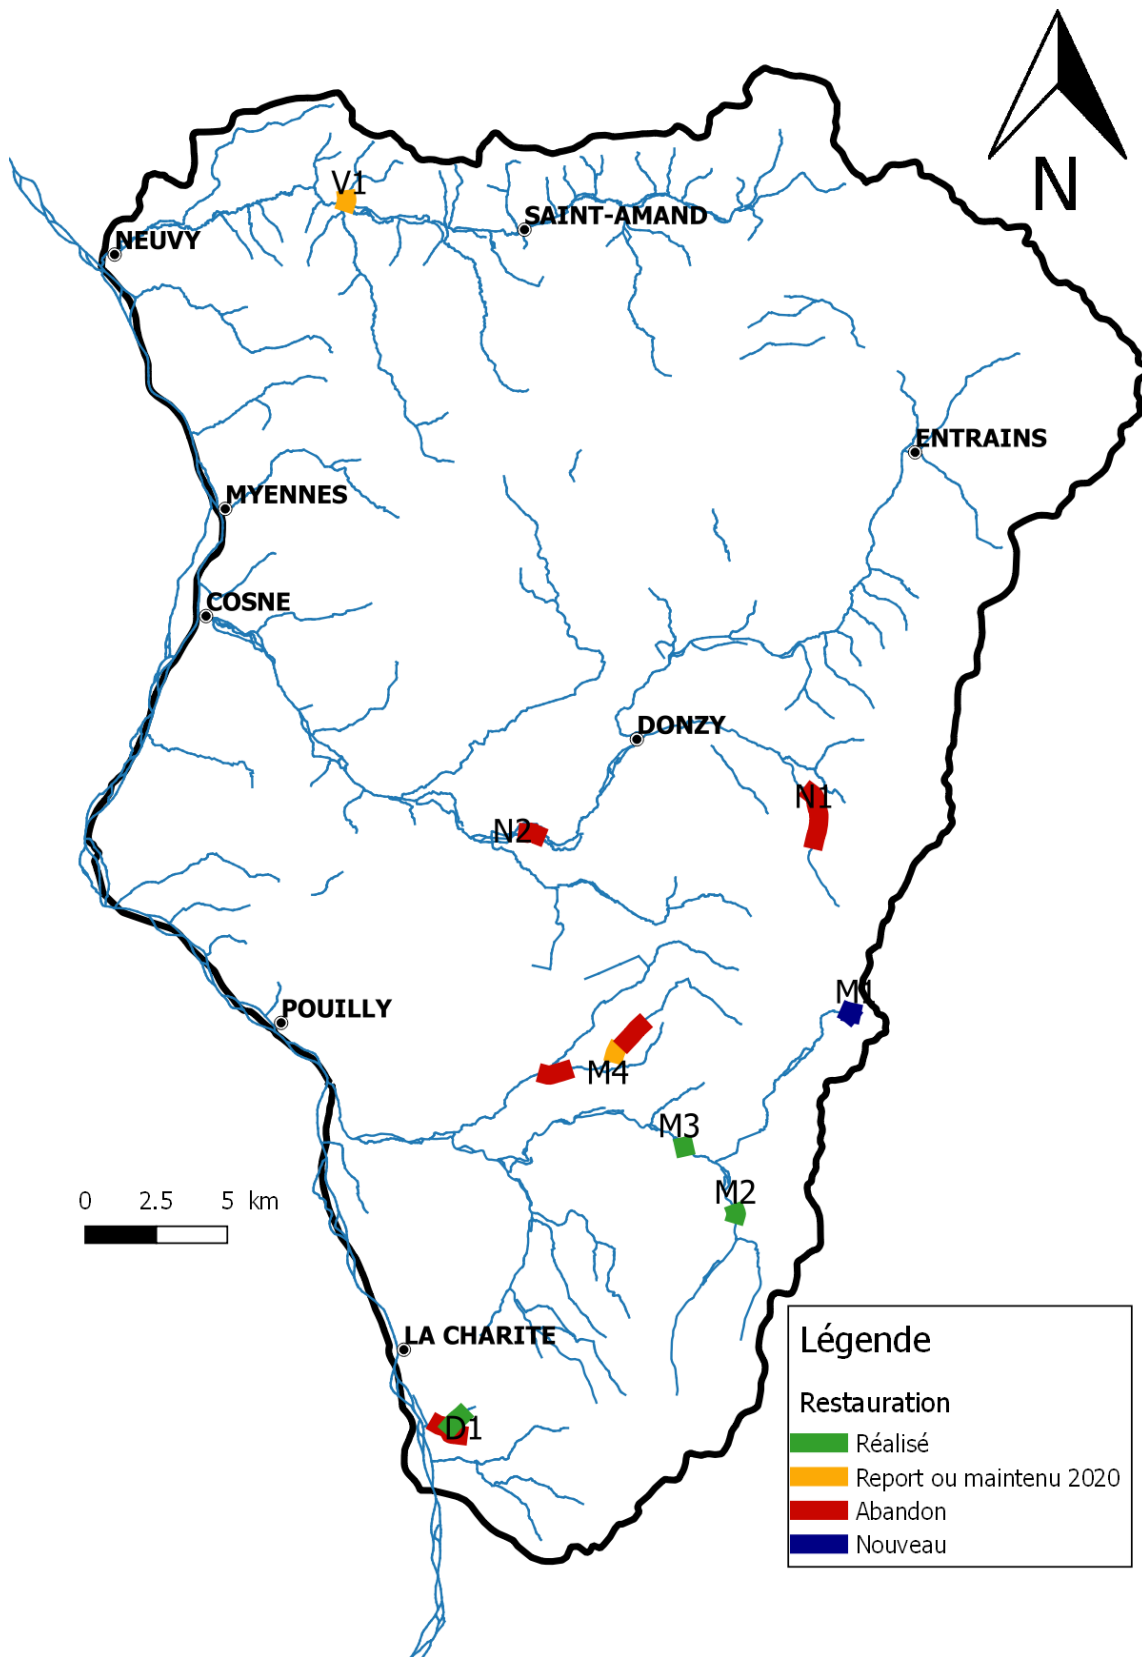 N
V1
SAINT-AMAND
NEUVY
ENTRAINS
MYENNES
COSNE
DONZY
N1
N2
M1
POUILLY
M4
M3
M2
0 2.5 5 km
LA CHARITE
D1
Légende
Restauration
Réalisé
Report ou maintenu 2020
Abandon
Nouveau